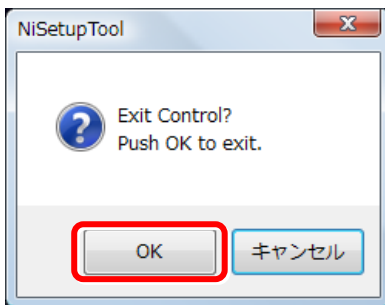 NiSetupTool
Exit Control?
Push OK to exit.
OK
キャンセル